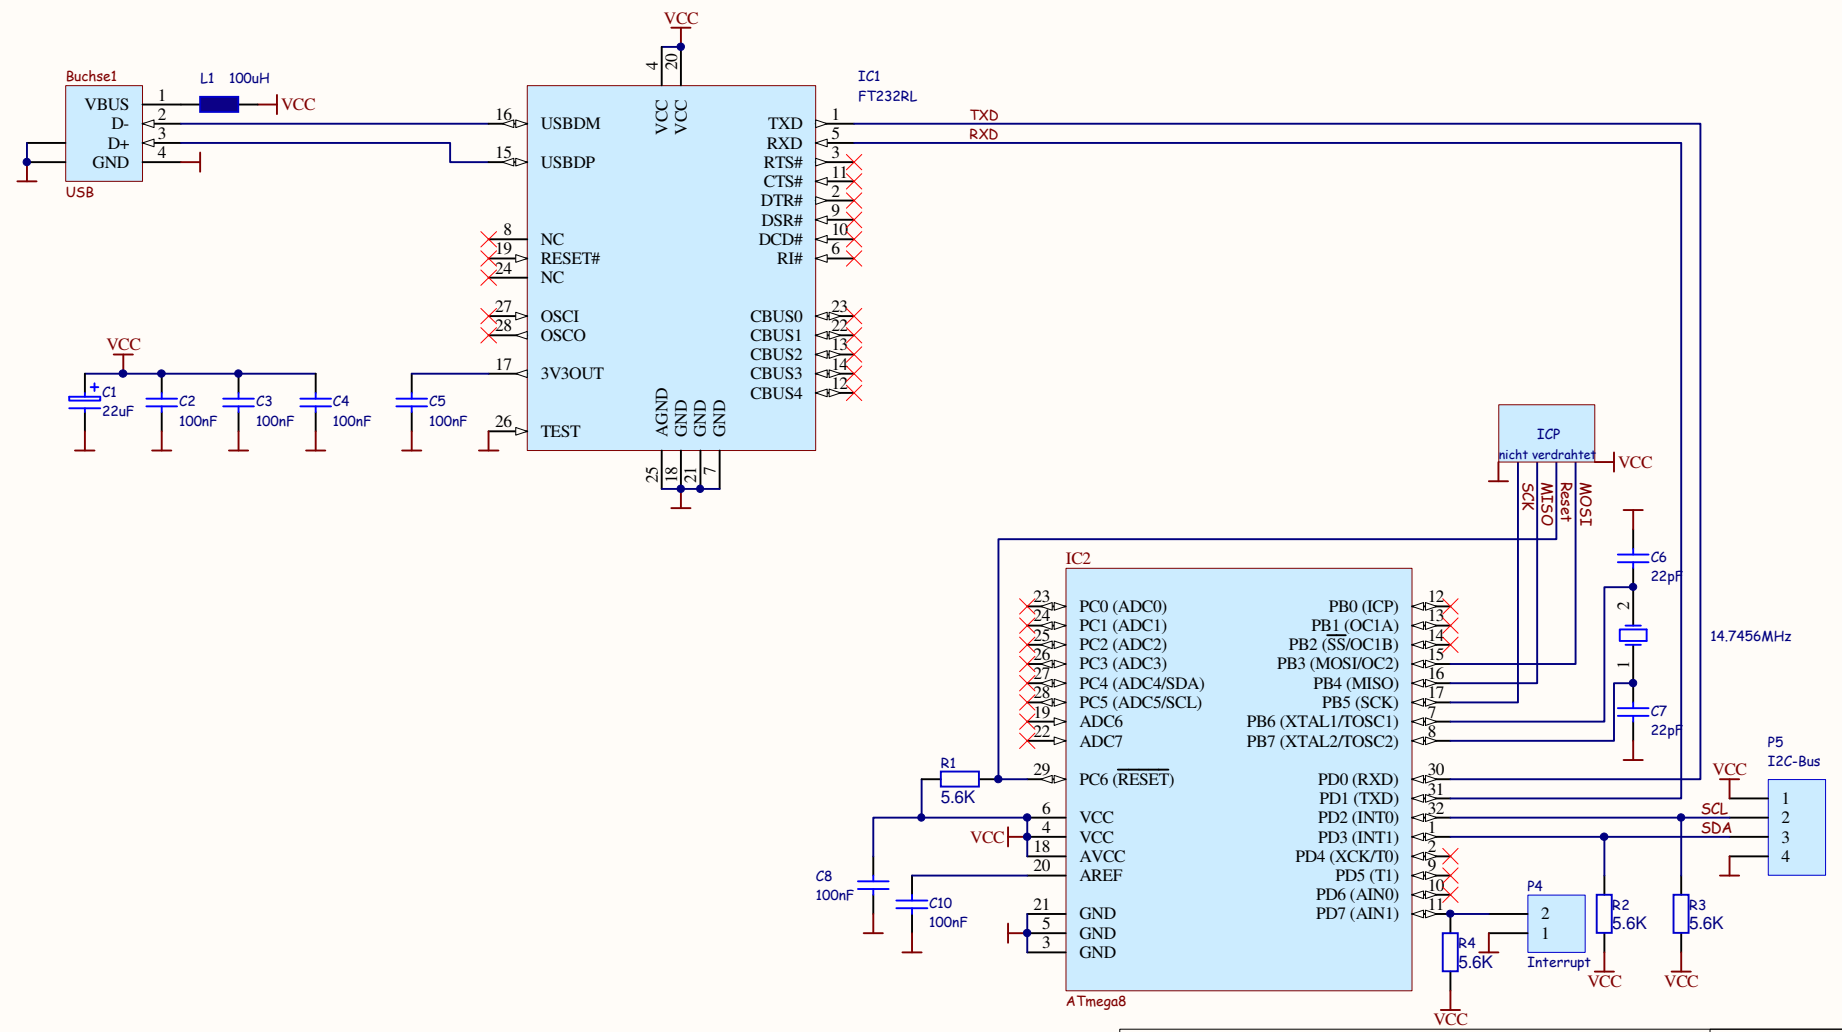 VCC
4
20
Buchse1
L1 100uH
VCC
VBUS 1
D- 2
D+ 3
GND 4
USB
IC1
FT232RL
VCC
VCC
16 USBDM
15 USBDP
8 NC
19 RESET#
24 NC
27 OSCI
28 OSCO
17 3V3OUT
26 TEST
TXD 1
RXD 5
RTS# 3
CTS# 11
DTR# 2
DSR# 9
DCD# 10
RI# 6
CBUS0 23
CBUS1 22
CBUS2 13
CBUS3 14
CBUS4 12
AGND
GND
GND
GND
25
18
21
7
TXD
RXD
VCC
+
C1
22uF
C2
100nF
C3
100nF
C4
100nF
C5
100nF
ICP
nicht verdrahtet
VCC
SCK
MISO
Reset
MOSI
C6
22pF
2
14.7456MHz
1
C7
22pF
IC2
23 PC0 (ADC0)
24 PC1 (ADC1)
25 PC2 (ADC2)
26 PC3 (ADC3)
27 PC4 (ADC4/SDA)
28 PC5 (ADC5/SCL)
19 ADC6
22 ADC7
29 PC6 (RESET)
6 VCC
4 VCC
18 AVCC
20 AREF
21 GND
5 GND
3 GND
PB0 (ICP) 12
PB1 (OC1A) 13
PB2 (SS/OC1B) 14
PB3 (MOSI/OC2) 15
PB4 (MISO) 16
PB5 (SCK) 17
PB6 (XTAL1/TOSC1) 7
PB7 (XTAL2/TOSC2) 8
PD0 (RXD) 30
PD1 (TXD) 31
PD2 (INT0) 32
PD3 (INT1) 1
PD4 (XCK/T0) 2
PD5 (T1) 9
PD6 (AIN0) 10
PD7 (AIN1) 11
ATmega8
R1
5.6K
VCC
C8
100nF
C10
100nF
P5
I2C-Bus
VCC
SCL
SDA
1
2
3
4
P4
2
1
Interrupt
R2
5.6K
VCC
R3
5.6K
VCC
R4
5.6K
VCC